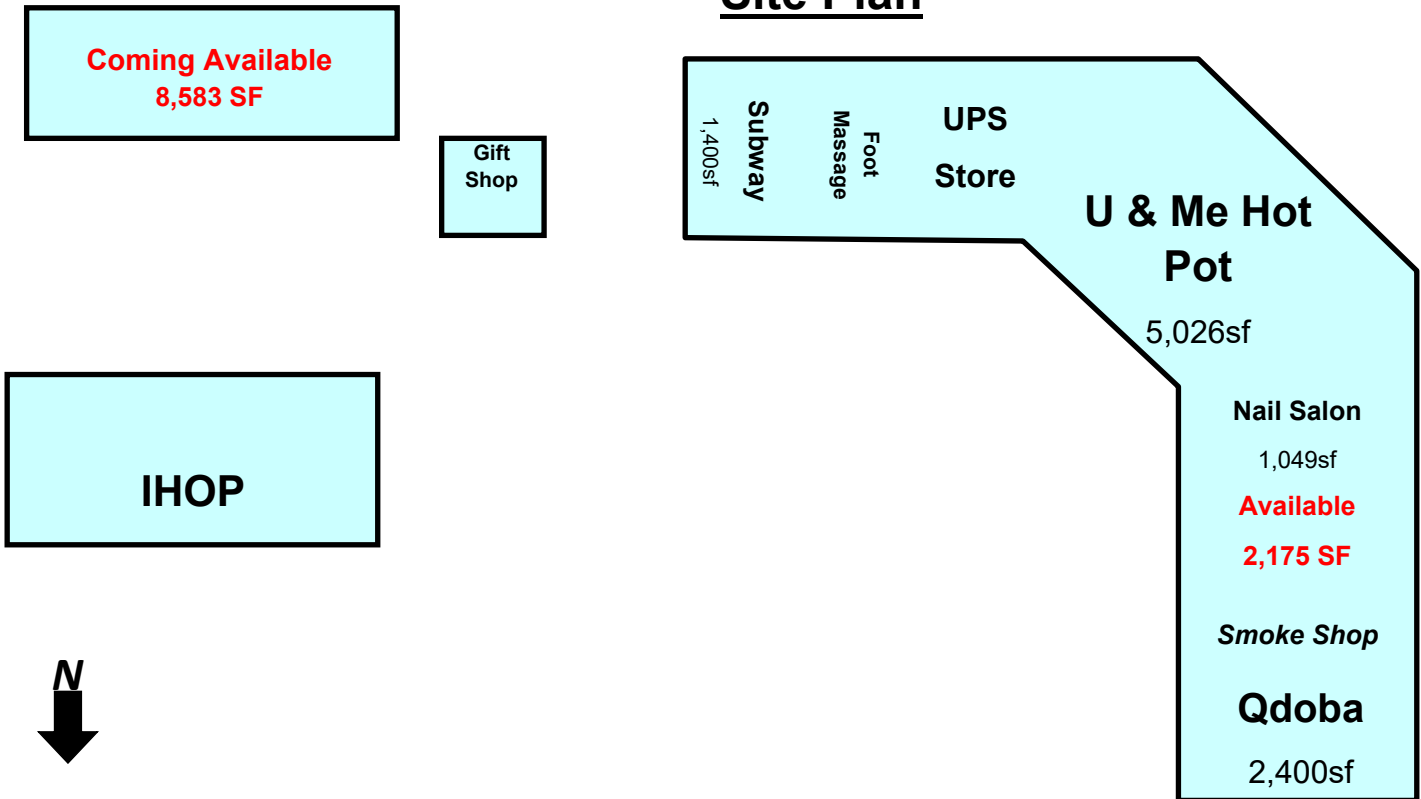 Site Plan
Coming Available
8,583 SF
Gift
Shop
1,400sf
Subway
Foot
Massage
UPS
Store
U & Me Hot
Pot
5,026sf
Nail Salon
1,049sf
Available
2,175 SF
Smoke Shop
Qdoba
2,400sf
IHOP
N